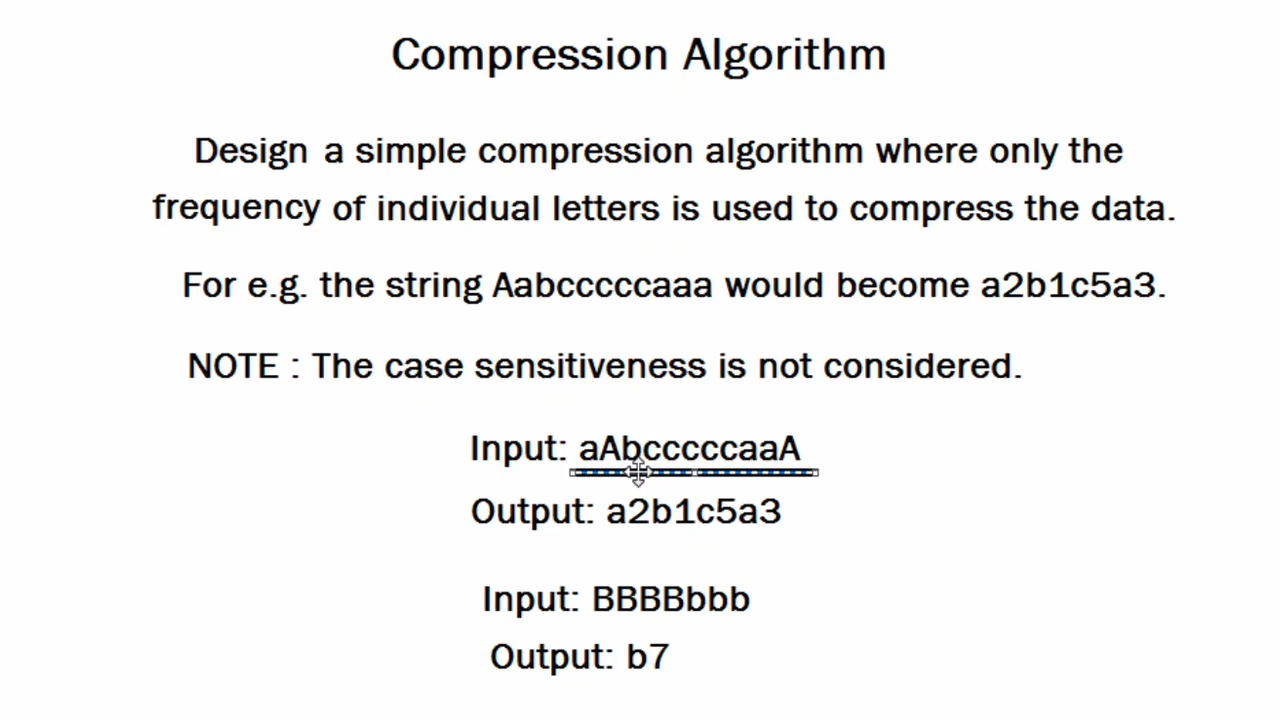 Compression Algorithm
Design a simple compression algorithm where only the
frequency of individual letters is used to compress the data.
For e.g. the string Aabcccccaaa would become a2b1c5a3.
NOTE : The case sensitiveness is not considered.
Input: aAbcccccaaA
Output: a2b1c5a3
Input: BBBBbbb
Output: b7